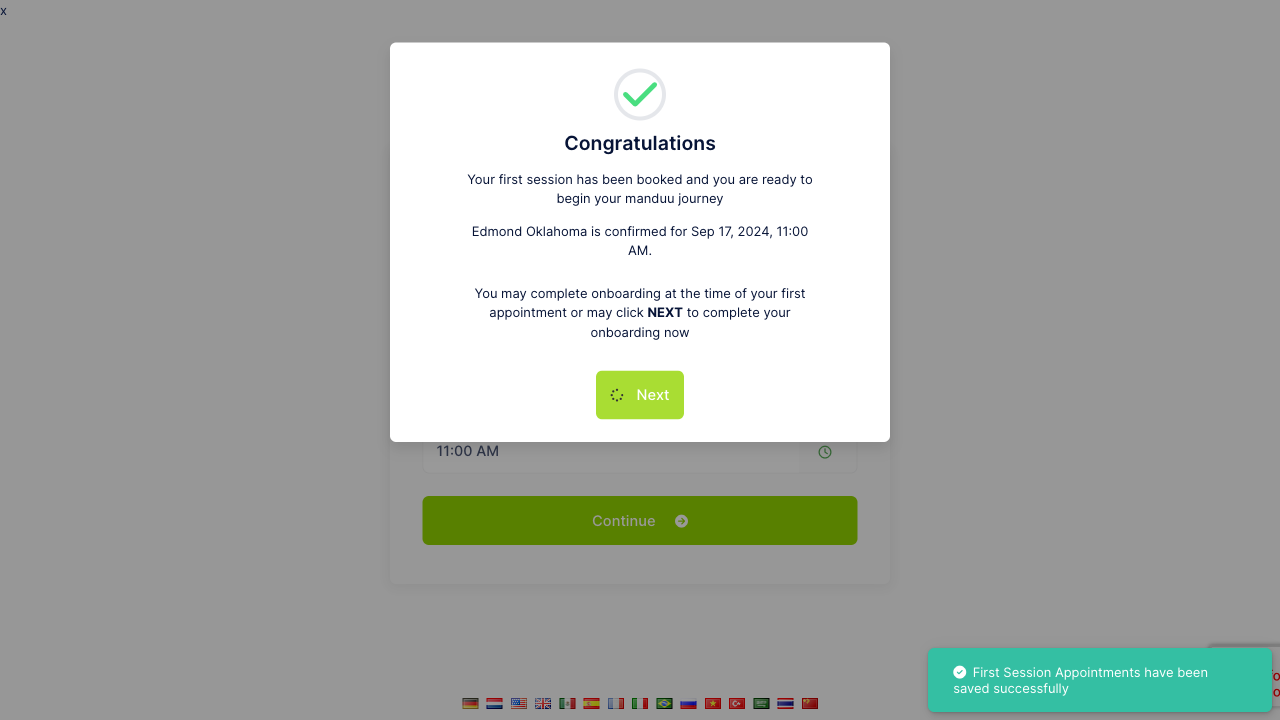 x
Congratulations
Your first session has been booked and you are ready to
begin your manduu journey
Edmond Oklahoma is confirmed for Sep 17, 2024, 11:00
AM.
You may complete onboarding at the time of your first
appointment or may click NEXT to complete your
onboarding now
Next
11:00 AM
Continue
First Session Appointments have been
saved successfully